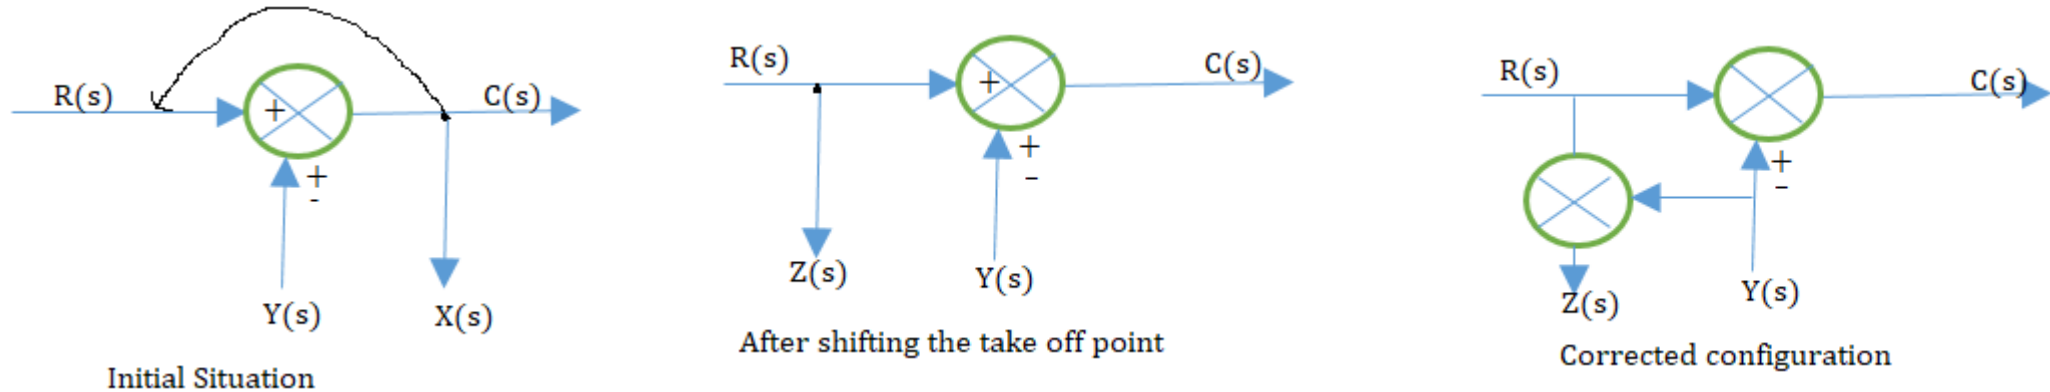 R(s)
+
C(s)
+
-
Y(s)
X(s)
Initial Situation
R(s)
+
C(s)
+
-
Z(s)
Y(s)
After shifting the take off point
R(s)
C(s)
+
-
Z(s)
Y(s)
Corrected configuration